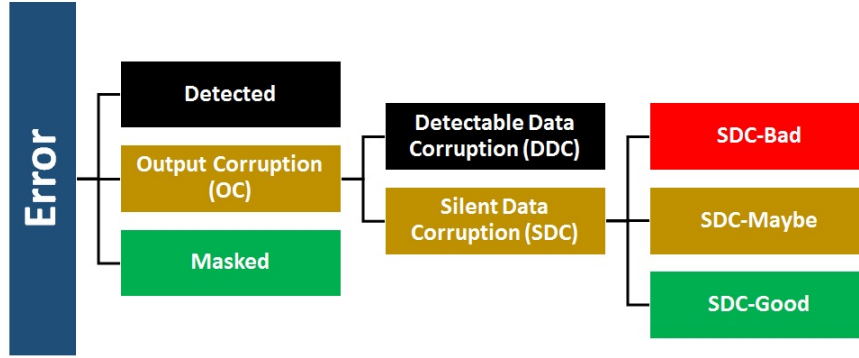 Error
Detected
Output Corruption
(OC)
Masked
Detectable Data
Corruption (DDC)
Silent Data
Corruption (SDC)
SDC-Bad
SDC-Maybe
SDC-Good